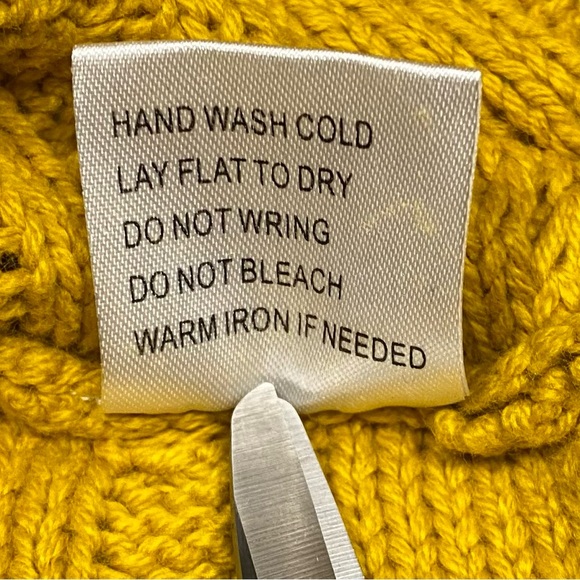 HAND WASH COLD
LAY FLAT TO DRY
DO NOT WRING
DO NOT BLEACH
WARM IRON IF NEEDED